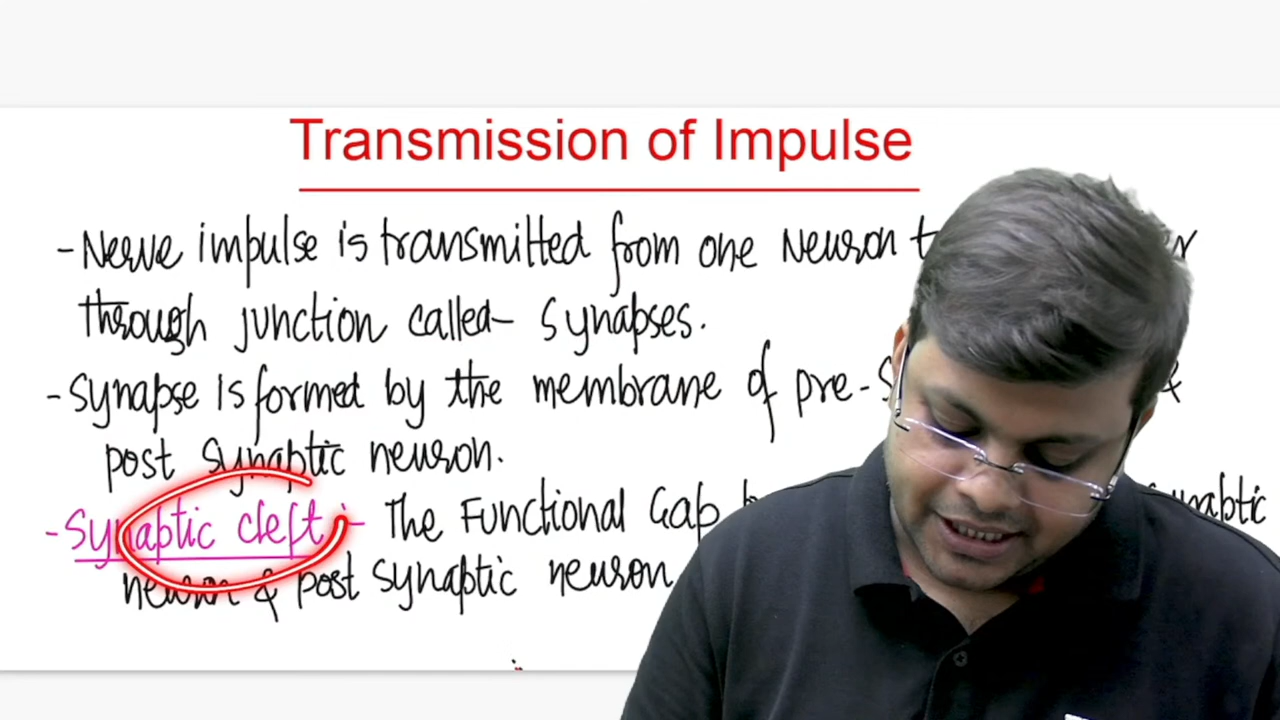 Transmission of Impulse
- Nerve impulse is transmitted from one Neuron
through junction called- synapses.
- synapse is formed by the membrane of pre- &
post synaptic neuron.
- Synaptic cleft :- The Functional Gap
neuron & post synaptic neuron